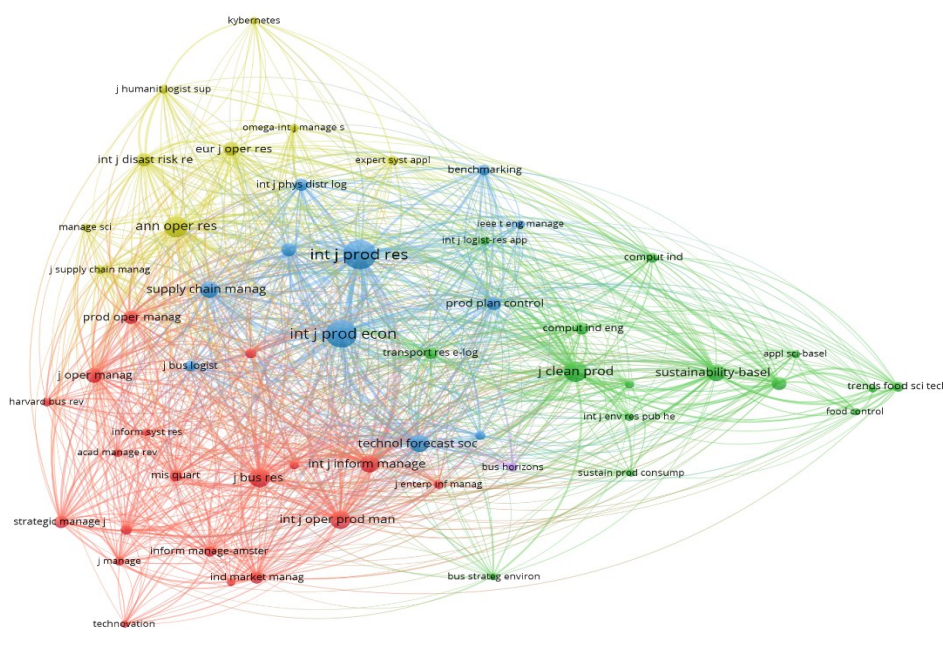 kybernetes
j humanit logist sup
omega-int j manage s
eur j oper res
int j disast risk re
expert syst appl
benchmarking
int j phys distr log
manage sci
ann oper res
ieee t eng manage
int j logist-res app
int j prod res
comput ind
j supply chain manag
supply chain manag
prod plan control
prod oper manag
int j prod econ
comput ind eng
transport res e-log
appl sci-basel
j bus logist
j oper manag
j clean prod
sustainability-basel
trends food sci tecl
harvard bus rev
food control
int j env res pub he
inform syst res
technol forecast soc
acad manage rev
int j inform manage
bus horizons
mis quart
j bus res
sustain prod consump
j enterp inf manag
strategic manage j
int j oper prod man
inform manage-amster
j manage
ind market manag
bus strateg environ
technovation